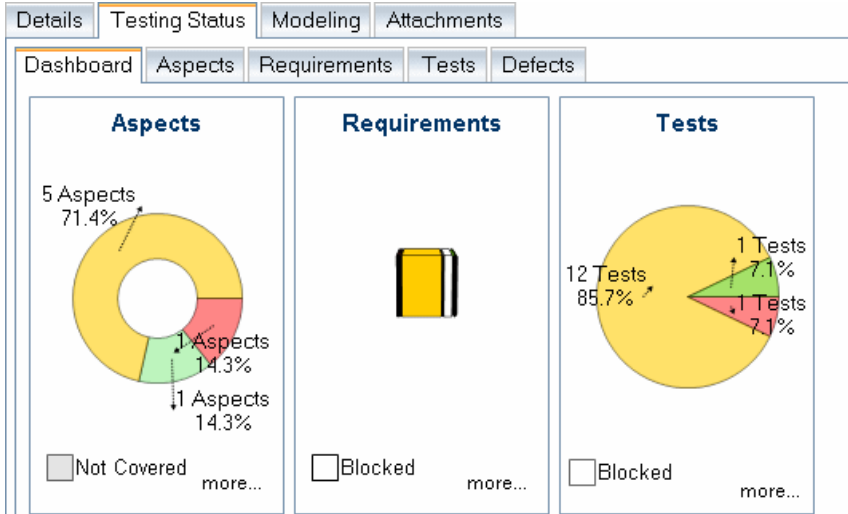 Details Testing Status Modeling Attachments
Dashboard Aspects Requirements Tests Defects
Aspects
5 Aspects
71.4%
1 Aspects
14.3%
1 Aspects
14.3%
Not Covered
more...
Requirements
Blocked
more...
Tests
12 Tests
85.7%
1 Tests
7.1%
1 Tests
7.1%
Blocked
more...